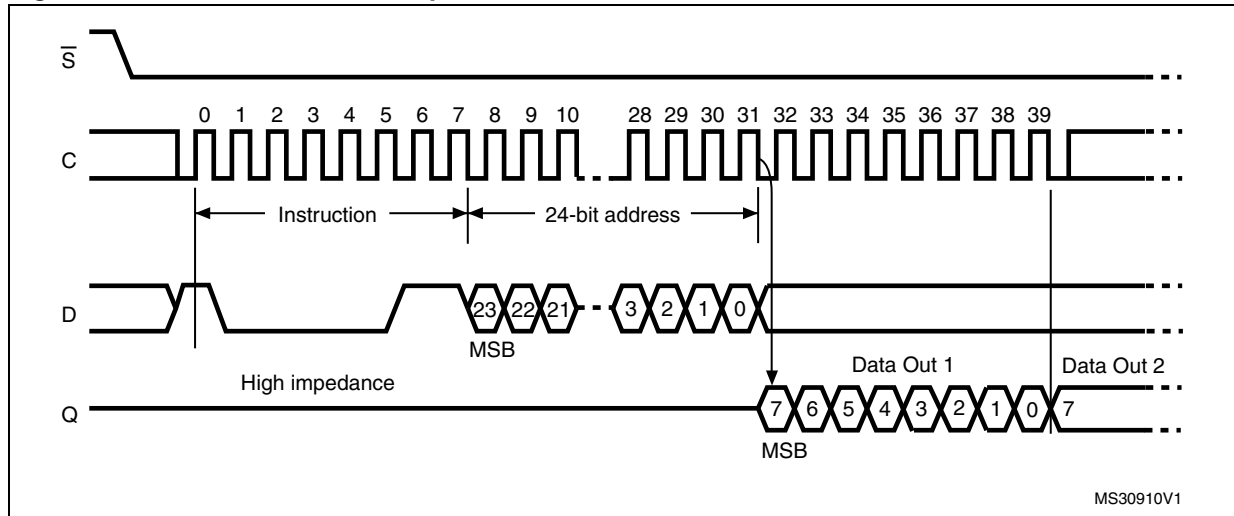 S̅
0 1 2 3 4 5 6 7 8 9 10 28 29 30 31 32 33 34 35 36 37 38 39
C
Instruction 24-bit address
D
23 22 21 3 2 1 0
MSB
High impedance Data Out 1 Data Out 2
Q
7 6 5 4 3 2 1 0 7
MSB
MS30910V1